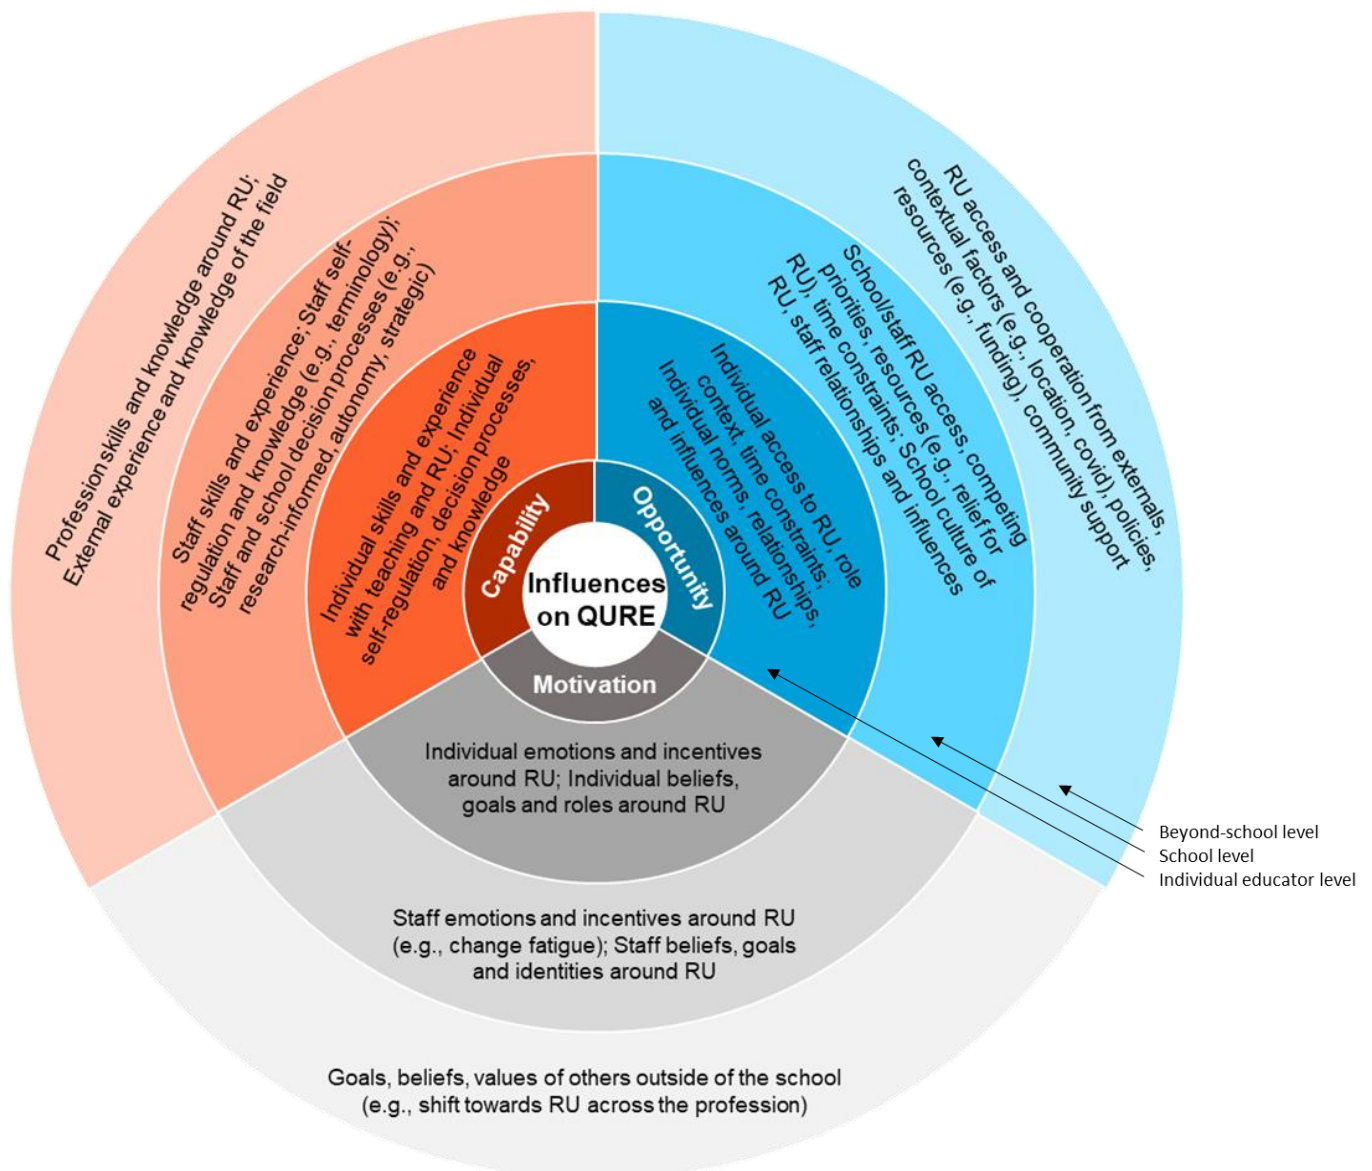 Influences
on QURE
Capability
Opportunity
Motivation
Individual skills and experience
with teaching and RU; Individual
self-regulation, decision processes,
and knowledge
Staff skills and experience; Staff self-
regulation and knowledge (e.g., terminology);
Staff and school decision processes (e.g.,
research-informed, autonomy, strategic)
Profession skills and knowledge around RU;
External experience and knowledge of the field
Individual access to RU, role
context, time constraints;
Individual norms, relationships,
and influences around RU
School/staff RU access, competing
priorities, resources (e.g., relief for
RU), time constraints; School culture of
RU, staff relationships and influences
RU access and cooperation from externals,
contextual factors (e.g., location, covid), policies,
resources (e.g., funding), community support
Individual emotions and incentives
around RU; Individual beliefs,
goals and roles around RU
Staff emotions and incentives around RU
(e.g., change fatigue); Staff beliefs, goals
and identities around RU
Goals, beliefs, values of others outside of the school
(e.g., shift towards RU across the profession)
Beyond-school level
School level
Individual educator level